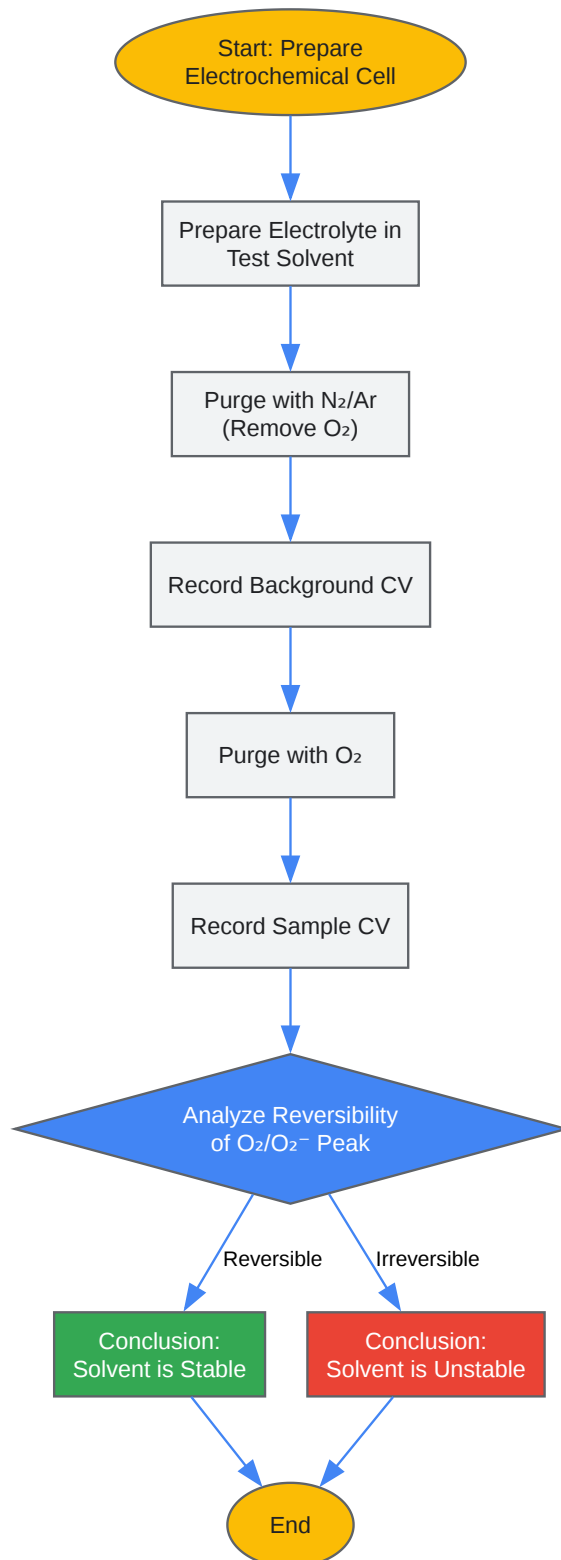 Start: Prepare
Electrochemical Cell
Prepare Electrolyte in
Test Solvent
Purge with N₂/Ar
(Remove O₂)
Record Background CV
Purge with O₂
Record Sample CV
Analyze Reversibility
of O₂/O₂⁻ Peak
Reversible
Irreversible
Conclusion:
Solvent is Stable
Conclusion:
Solvent is Unstable
End